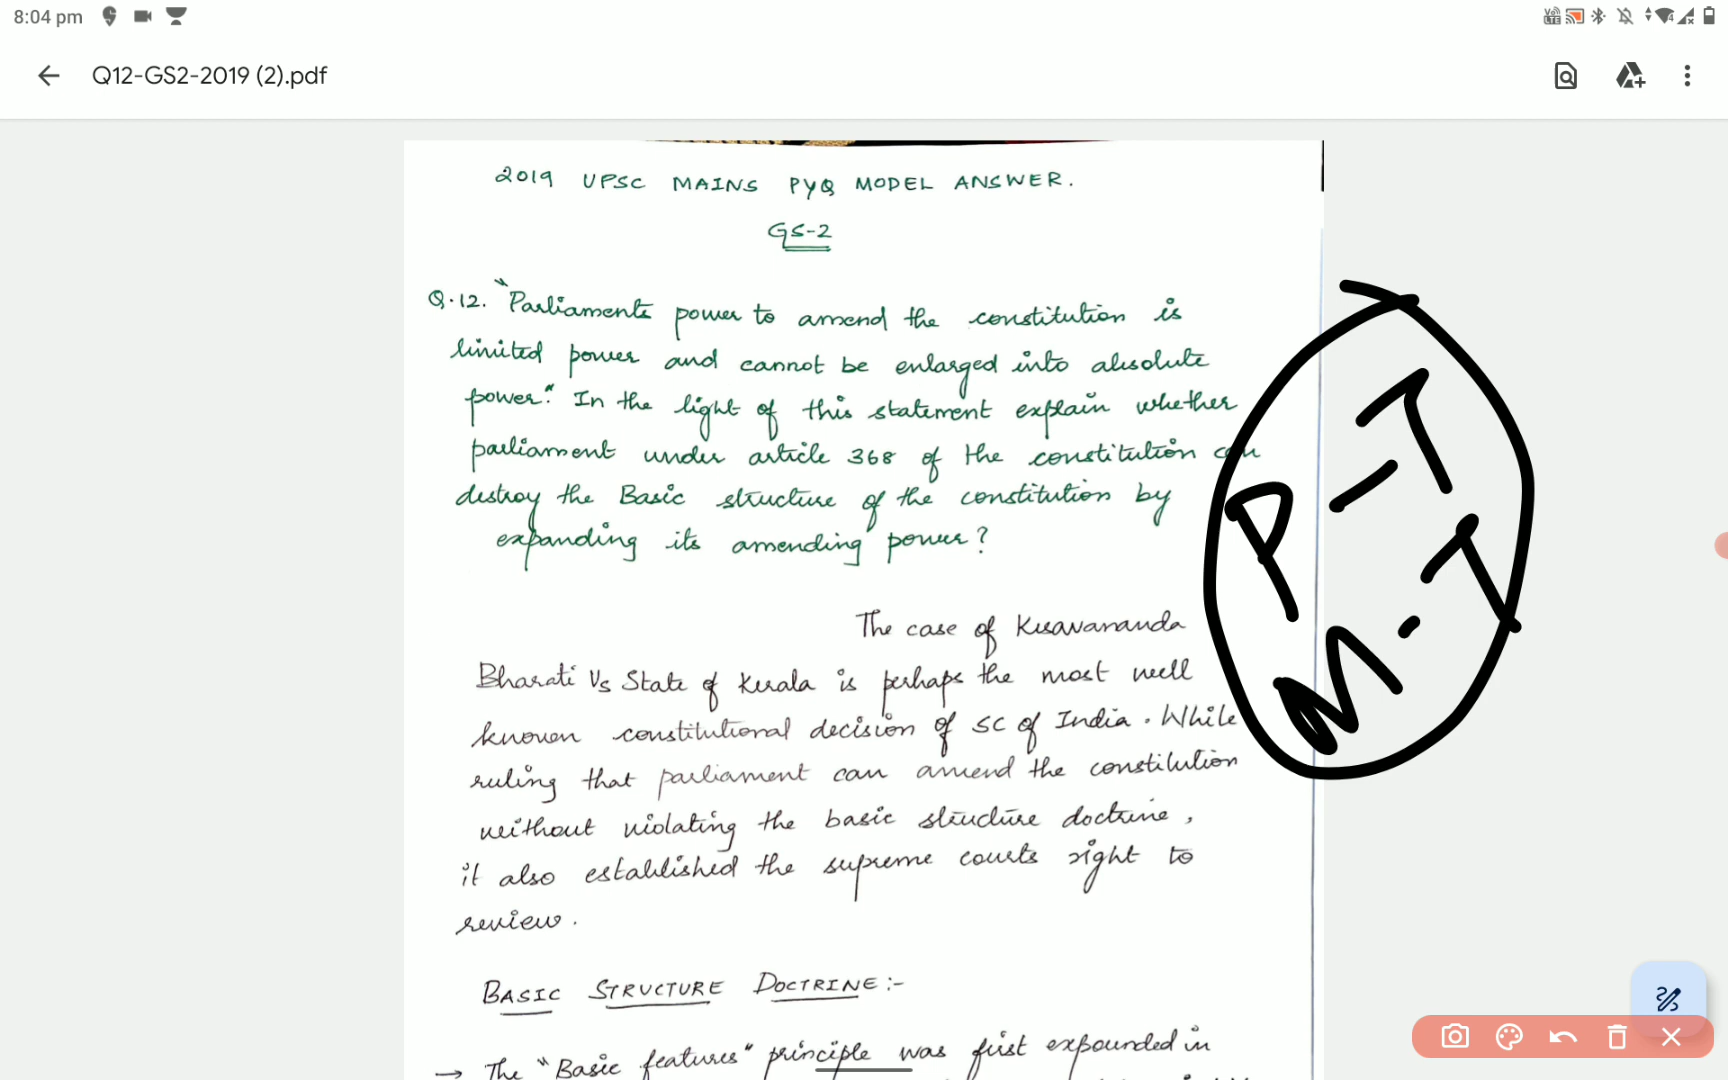 8:04 pm
Q12-GS2-2019 (2).pdf
2019 UPSC MAINS PYQ MODEL ANSWER.
GS-2
Q.12. "Parliaments power to amend the constitution is
limited power and cannot be enlarged into absolute
power." In the light of this statement explain whether
parliament under article 368 of the constitution can
destroy the Basic structure of the constitution by
expanding its amending power?
P-T
M.T
The case of Kesavananda
Bharati Vs State of Kerala is perhaps the most well
known constitutional decision of SC of India. While
ruling that parliament can amend the constitution
without violating the basic structure doctrine,
it also established the supreme courts right to
review.
BASIC STRUCTURE DOCTRINE:-
→ The "Basic features" principle was first expounded in